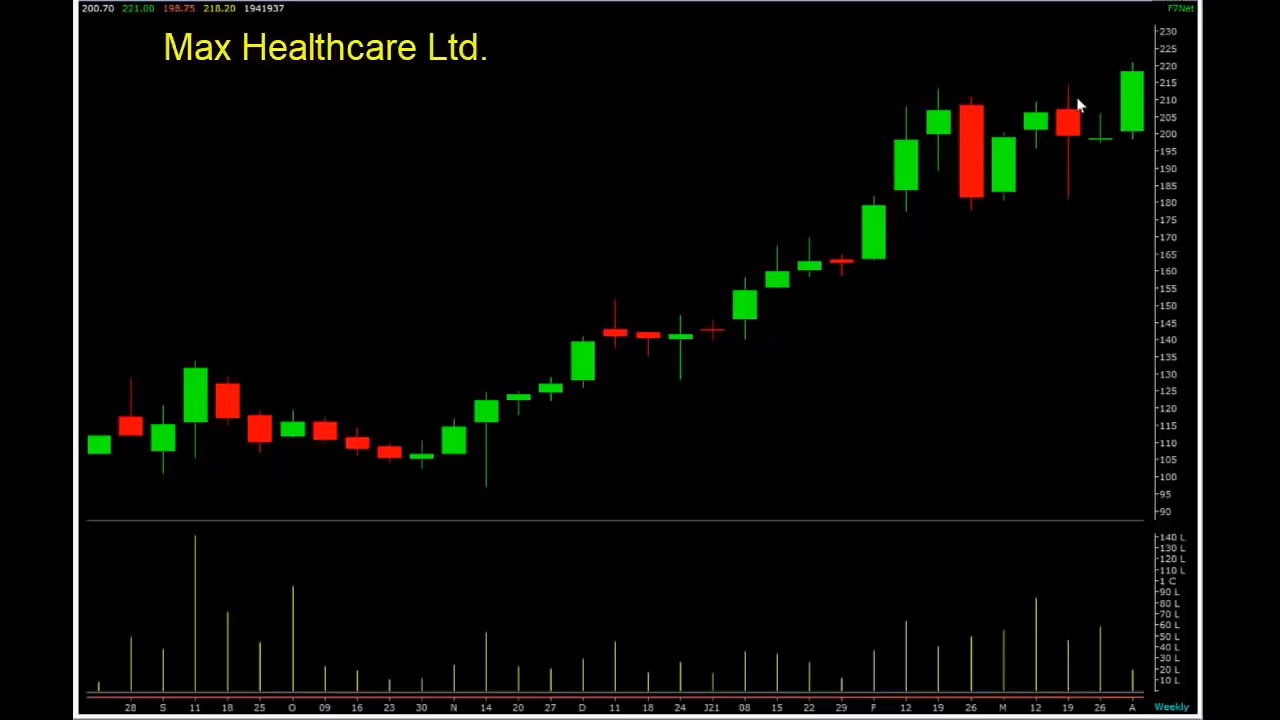 200.70 221.00 198.75 218.20 1941937
F7Net
Max Healthcare Ltd.
230
225
220
215
210
205
200
195
190
185
180
175
170
165
160
155
150
145
140
135
130
125
120
115
110
105
100
95
90
140 L
130 L
120 L
110 L
1 C
90 L
80 L
70 L
60 L
50 L
40 L
30 L
20 L
10 L
28 S 11 18 25 O 09 16 23 30 N 14 20 27 D 11 18 24 J21 08 15 22 29 F 12 19 26 M 12 19 26 A Weekly